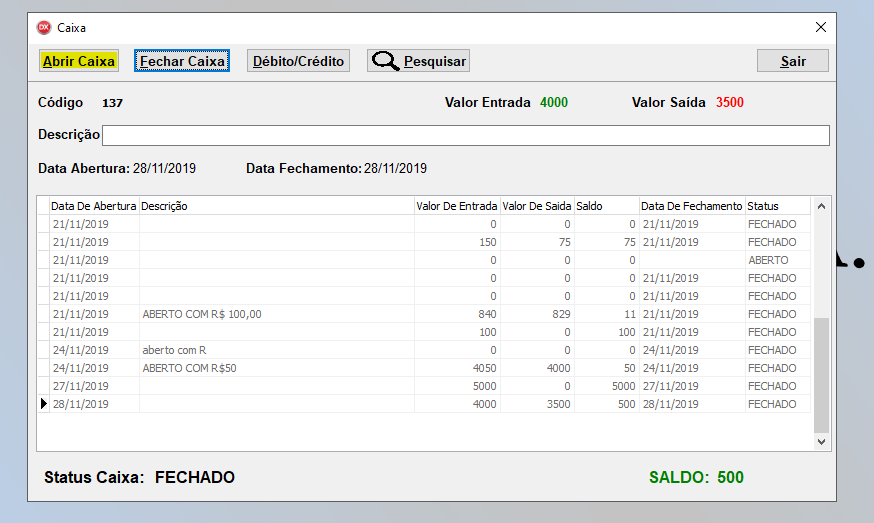 DX Caixa
Abrir Caixa Fechar Caixa Débito/Crédito Pesquisar Sair
Código 137 Valor Entrada 4000 Valor Saída 3500
Descrição
Data Abertura: 28/11/2019 Data Fechamento: 28/11/2019
Data De Abertura Descrição Valor De Entrada Valor De Saida Saldo Data De Fechamento Status
21/11/2019 0 0 0 21/11/2019 FECHADO
21/11/2019 150 75 75 21/11/2019 FECHADO
21/11/2019 0 0 0 ABERTO
21/11/2019 0 0 0 21/11/2019 FECHADO
21/11/2019 0 0 0 21/11/2019 FECHADO
21/11/2019 ABERTO COM R$ 100,00 840 829 11 21/11/2019 FECHADO
21/11/2019 100 0 100 21/11/2019 FECHADO
24/11/2019 aberto com R 0 0 0 24/11/2019 FECHADO
24/11/2019 ABERTO COM R$50 4050 4000 50 24/11/2019 FECHADO
27/11/2019 5000 0 5000 27/11/2019 FECHADO
28/11/2019 4000 3500 500 28/11/2019 FECHADO
Status Caixa: FECHADO SALDO: 500